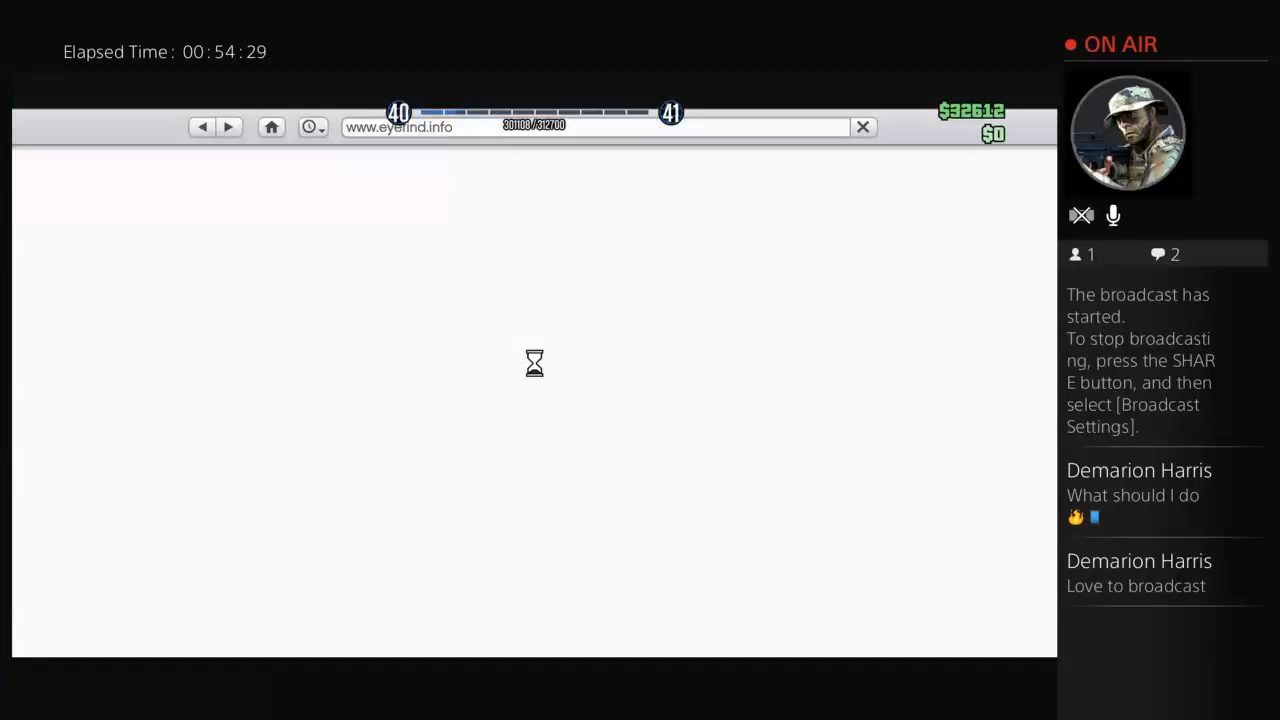 Elapsed Time: 00:54:29
ON AIR
40
41
$32612
www.eyefind.info
301108/312700
$0
1
2
The broadcast has
started.
To stop broadcasti
ng, press the SHAR
E button, and then
select [Broadcast
Settings].
Demarion Harris
What should I do
🔥📘
Demarion Harris
Love to broadcast